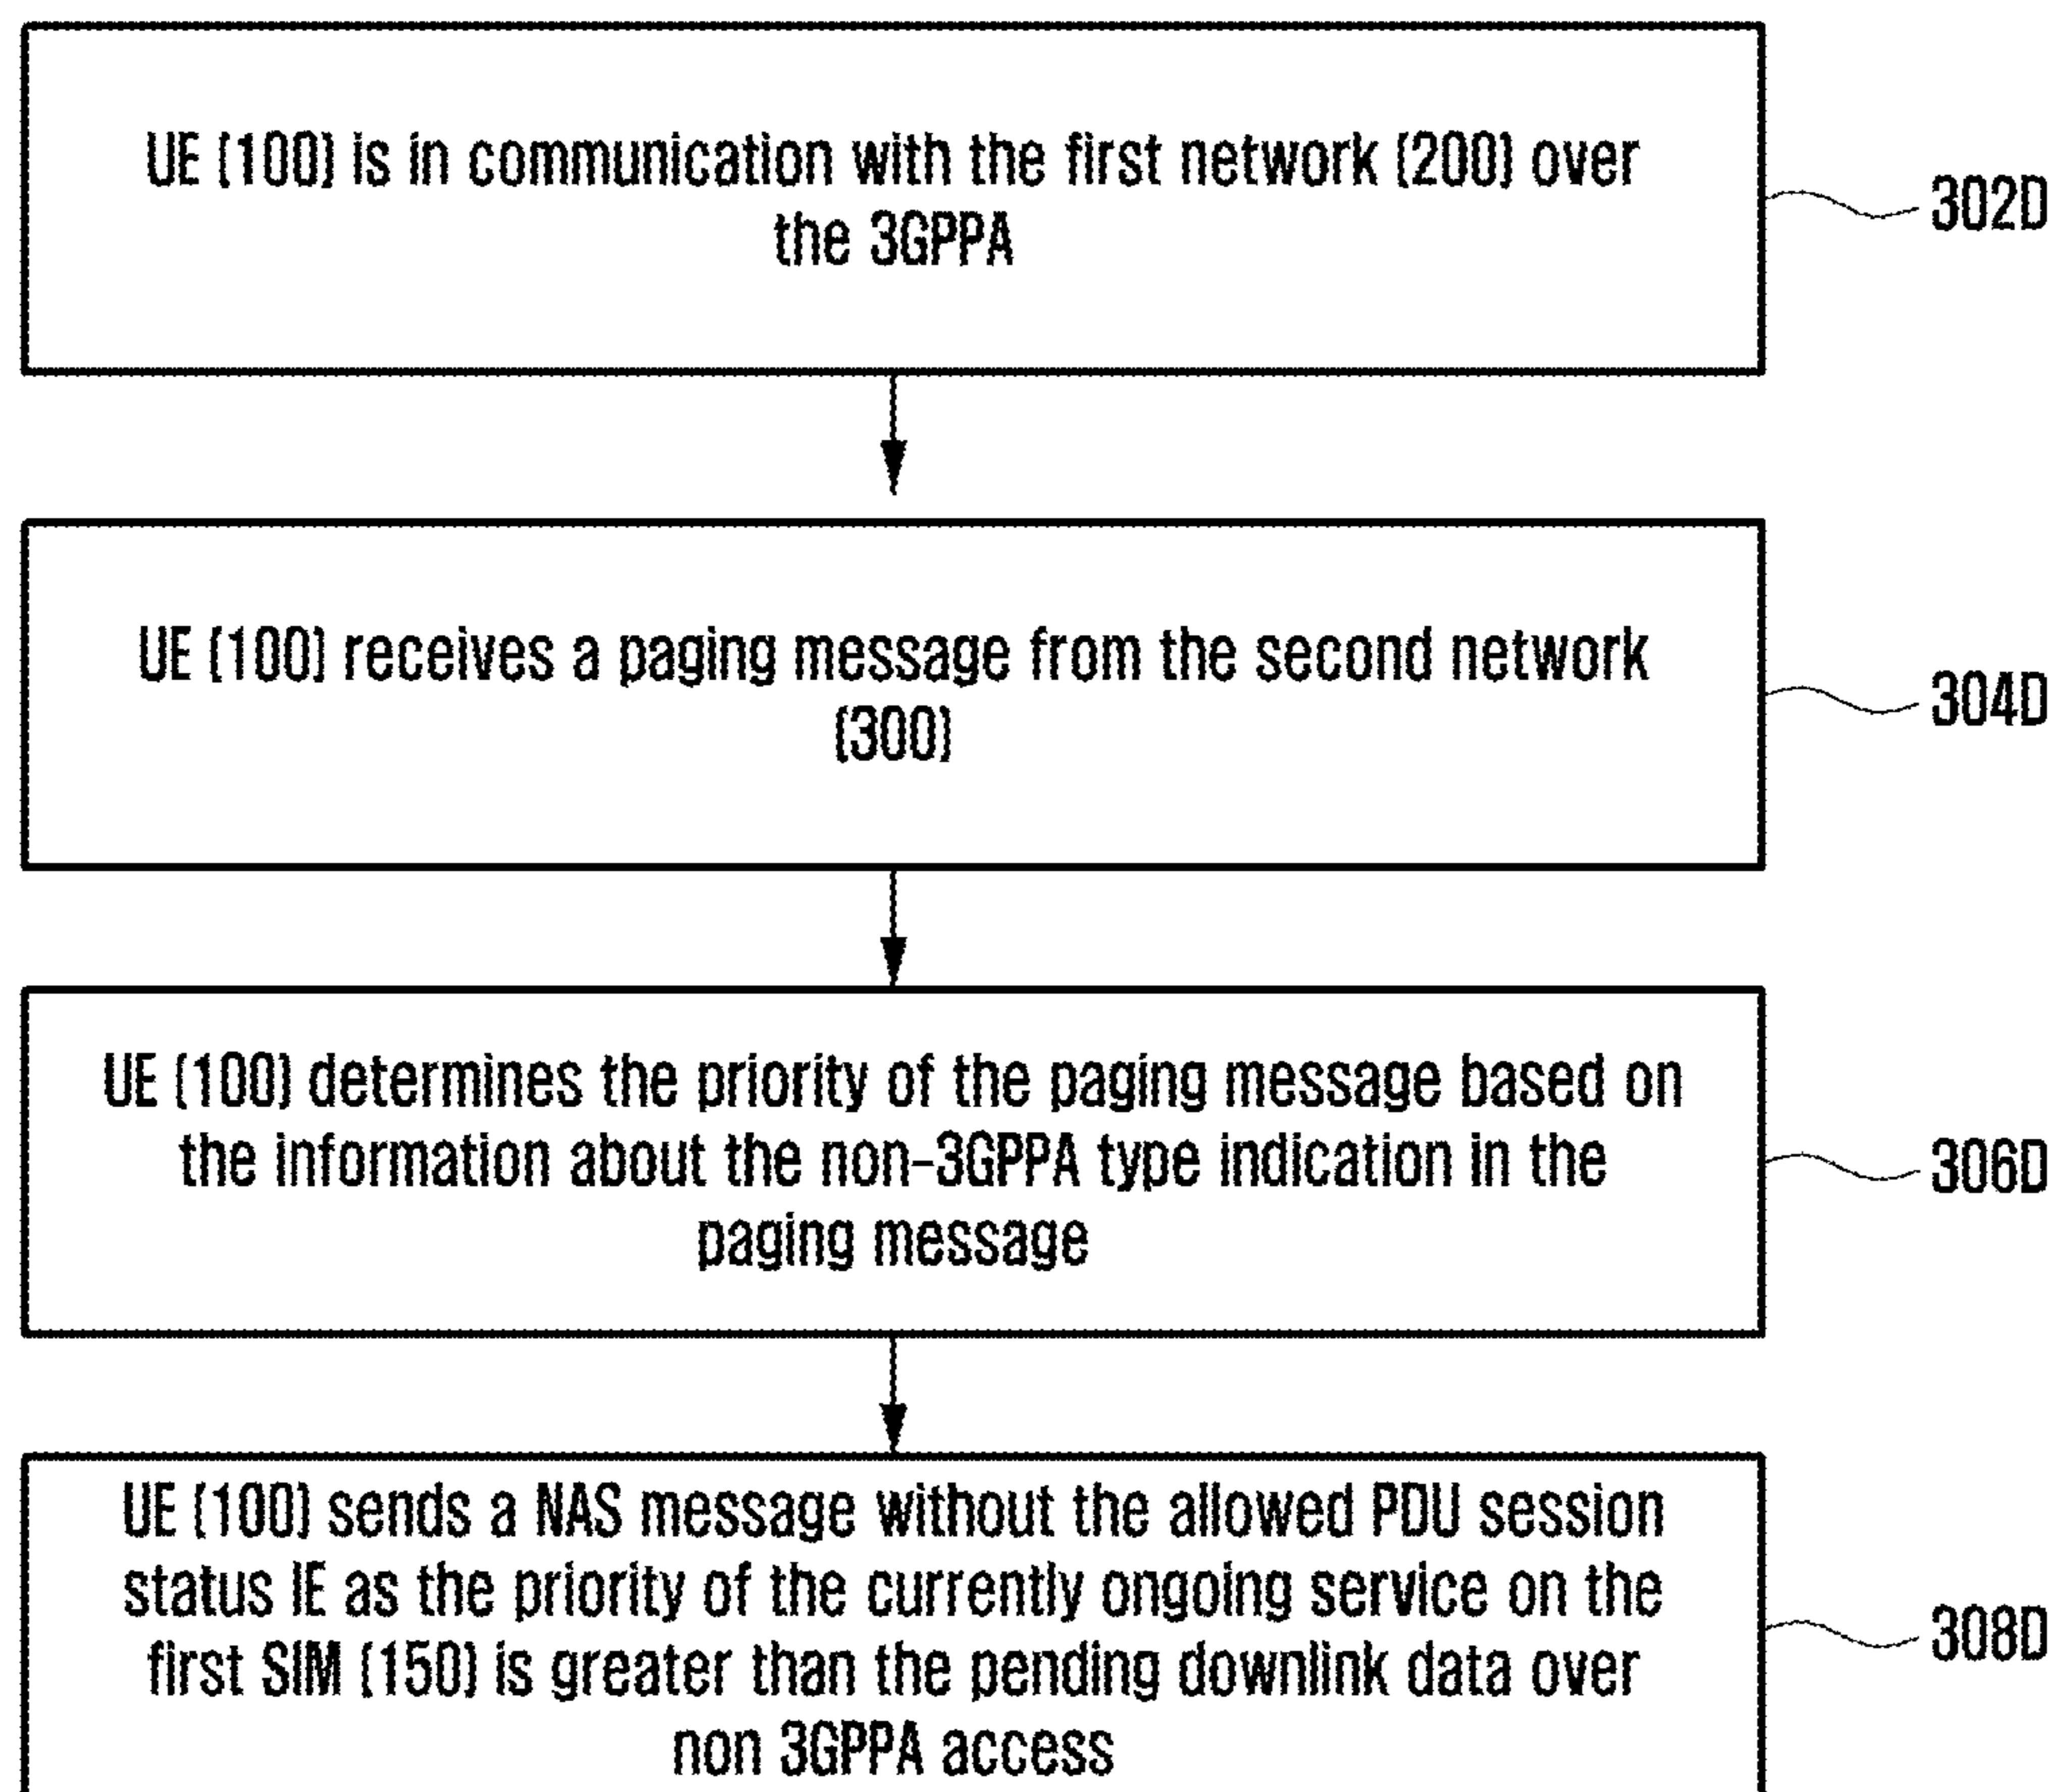 UE (100) is in communication with the first network (200) over
the 3GPPA
302D
UE (100) receives a paging message from the second network
(300)
304D
UE (100) determines the priority of the paging message based on
the information about the non-3GPPA type indication in the
paging message
306D
UE (100) sends a NAS message without the allowed PDU session
status IE as the priority of the currently ongoing service on the
first SIM (150) is greater than the pending downlink data over
non 3GPPA access
308D